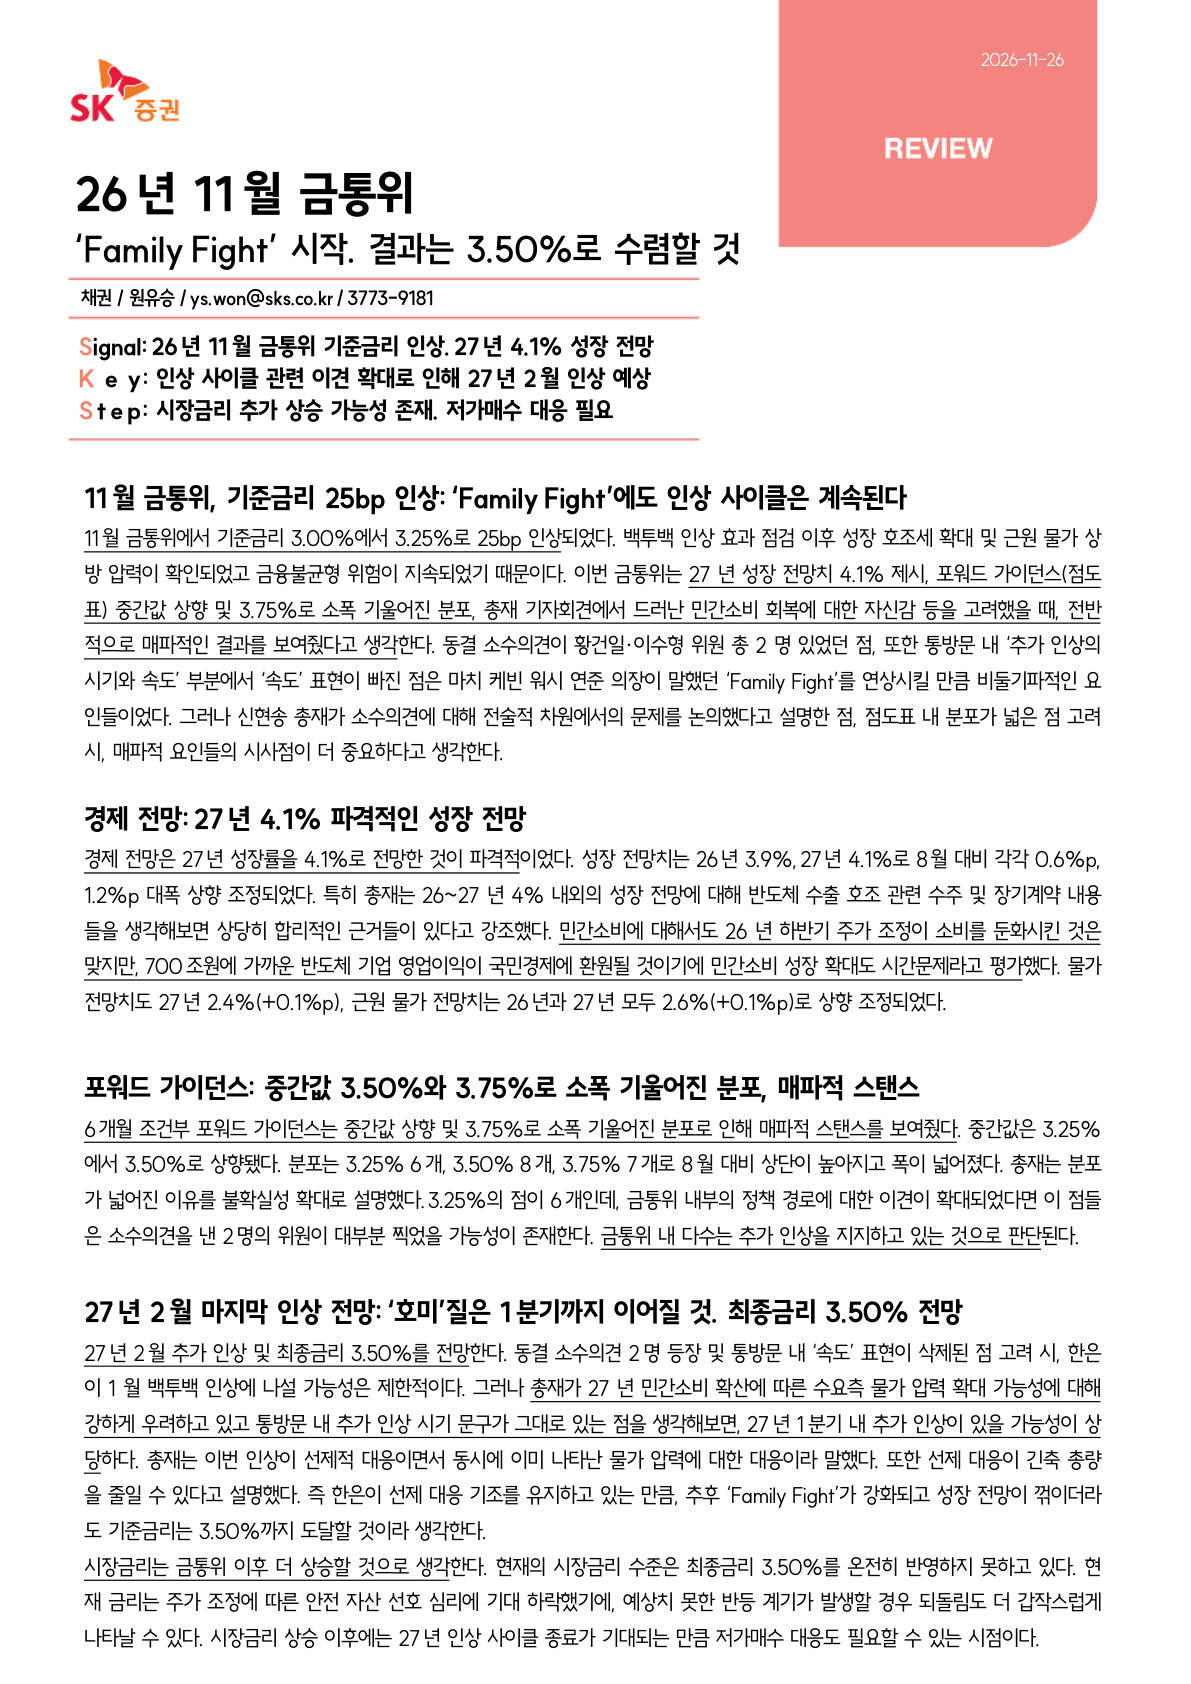 2026-11-26
SK 증권
REVIEW
26년 11월 금통위
‘Family Fight’ 시작. 결과는 3.50%로 수렴할 것
채권 / 원유승 / ys.won@sks.co.kr / 3773-9181
Signal: 26년 11월 금통위 기준금리 인상. 27년 4.1% 성장 전망
K e y: 인상 사이클 관련 이견 확대로 인해 27년 2월 인상 예상
Step: 시장금리 추가 상승 가능성 존재. 저가매수 대응 필요
11월 금통위, 기준금리 25bp 인상: ‘Family Fight’에도 인상 사이클은 계속된다
11월 금통위에서 기준금리 3.00%에서 3.25%로 25bp 인상되었다. 백투백 인상 효과 점검 이후 성장 호조세 확대 및 근원 물가 상
방 압력이 확인되었고 금융불균형 위험이 지속되었기 때문이다. 이번 금통위는 27 년 성장 전망치 4.1% 제시, 포워드 가이던스(점도
표) 중간값 상향 및 3.75%로 소폭 기울어진 분포, 총재 기자회견에서 드러난 민간소비 회복에 대한 자신감 등을 고려했을 때, 전반
적으로 매파적인 결과를 보여줬다고 생각한다. 동결 소수의견이 황건일·이수형 위원 총 2 명 있었던 점, 또한 통방문 내 ‘추가 인상의
시기와 속도’ 부분에서 ‘속도’ 표현이 빠진 점은 마치 케빈 워시 연준 의장이 말했던 ‘Family Fight’를 연상시킬 만큼 비둘기파적인 요
인들이었다. 그러나 신현송 총재가 소수의견에 대해 전술적 차원에서의 문제를 논의했다고 설명한 점, 점도표 내 분포가 넓은 점 고려
시, 매파적 요인들의 시사점이 더 중요하다고 생각한다.
경제 전망: 27년 4.1% 파격적인 성장 전망
경제 전망은 27년 성장률을 4.1%로 전망한 것이 파격적이었다. 성장 전망치는 26년 3.9%, 27년 4.1%로 8월 대비 각각 0.6%p,
1.2%p 대폭 상향 조정되었다. 특히 총재는 26~27 년 4% 내외의 성장 전망에 대해 반도체 수출 호조 관련 수주 및 장기계약 내용
들을 생각해보면 상당히 합리적인 근거들이 있다고 강조했다. 민간소비에 대해서도 26 년 하반기 주가 조정이 소비를 둔화시킨 것은
맞지만, 700조원에 가까운 반도체 기업 영업이익이 국민경제에 환원될 것이기에 민간소비 성장 확대도 시간문제라고 평가했다. 물가
전망치도 27년 2.4%(+0.1%p), 근원 물가 전망치는 26년과 27년 모두 2.6%(+0.1%p)로 상향 조정되었다.
포워드 가이던스: 중간값 3.50%와 3.75%로 소폭 기울어진 분포, 매파적 스탠스
6개월 조건부 포워드 가이던스는 중간값 상향 및 3.75%로 소폭 기울어진 분포로 인해 매파적 스탠스를 보여줬다. 중간값은 3.25%
에서 3.50%로 상향됐다. 분포는 3.25% 6개, 3.50% 8개, 3.75% 7개로 8월 대비 상단이 높아지고 폭이 넓어졌다. 총재는 분포
가 넓어진 이유를 불확실성 확대로 설명했다. 3.25%의 점이 6개인데, 금통위 내부의 정책 경로에 대한 이견이 확대되었다면 이 점들
은 소수의견을 낸 2명의 위원이 대부분 찍었을 가능성이 존재한다. 금통위 내 다수는 추가 인상을 지지하고 있는 것으로 판단된다.
27년 2월 마지막 인상 전망: ‘호미’질은 1분기까지 이어질 것. 최종금리 3.50% 전망
27년 2월 추가 인상 및 최종금리 3.50%를 전망한다. 동결 소수의견 2명 등장 및 통방문 내 ‘속도’ 표현이 삭제된 점 고려 시, 한은
이 1 월 백투백 인상에 나설 가능성은 제한적이다. 그러나 총재가 27 년 민간소비 확산에 따른 수요측 물가 압력 확대 가능성에 대해
강하게 우려하고 있고 통방문 내 추가 인상 시기 문구가 그대로 있는 점을 생각해보면, 27년 1분기 내 추가 인상이 있을 가능성이 상
당하다. 총재는 이번 인상이 선제적 대응이면서 동시에 이미 나타난 물가 압력에 대한 대응이라 말했다. 또한 선제 대응이 긴축 총량
을 줄일 수 있다고 설명했다. 즉 한은이 선제 대응 기조를 유지하고 있는 만큼, 추후 ‘Family Fight’가 강화되고 성장 전망이 꺾이더라
도 기준금리는 3.50%까지 도달할 것이라 생각한다.
시장금리는 금통위 이후 더 상승할 것으로 생각한다. 현재의 시장금리 수준은 최종금리 3.50%를 온전히 반영하지 못하고 있다. 현
재 금리는 주가 조정에 따른 안전 자산 선호 심리에 기대 하락했기에, 예상치 못한 반등 계기가 발생할 경우 되돌림도 더 갑작스럽게
나타날 수 있다. 시장금리 상승 이후에는 27년 인상 사이클 종료가 기대되는 만큼 저가매수 대응도 필요할 수 있는 시점이다.